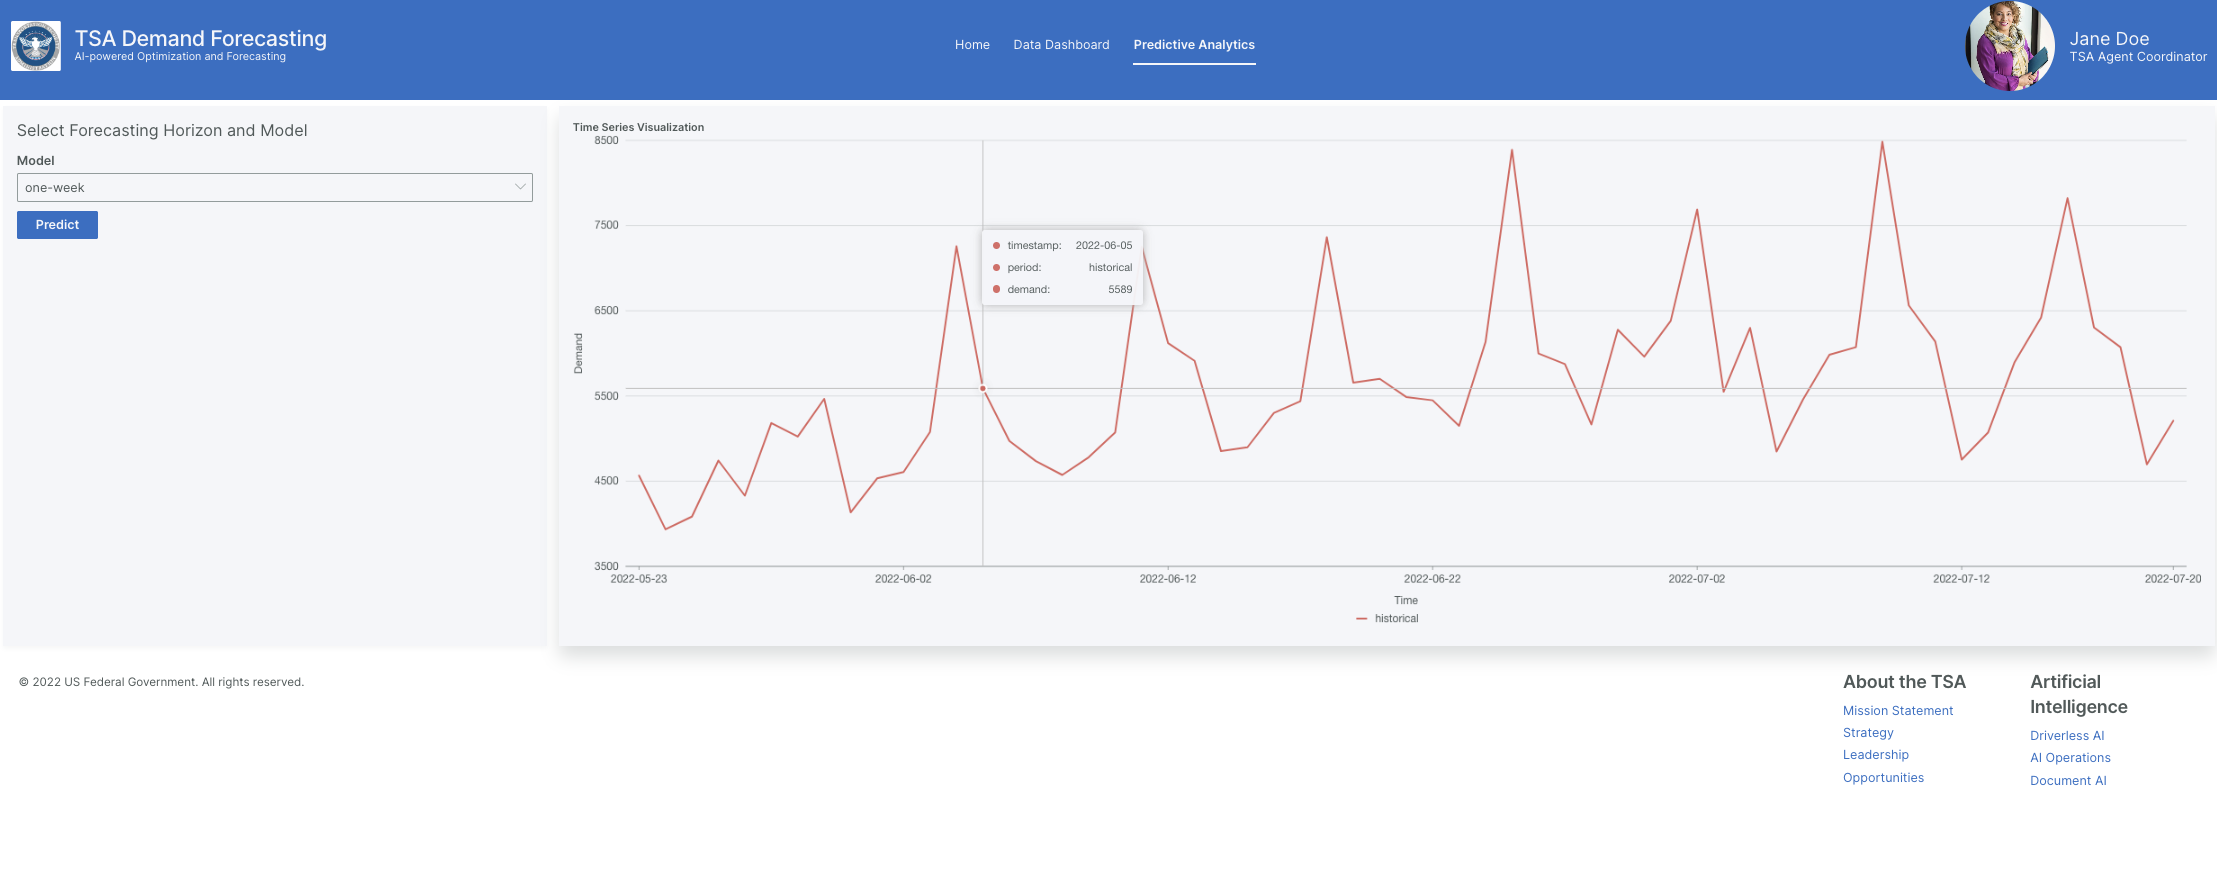 TSA Demand Forecasting
AI-powered Optimization and Forecasting
Home
Data Dashboard
Predictive Analytics
Jane Doe
TSA Agent Coordinator
Select Forecasting Horizon and Model
Model
one-week
Predict
Time Series Visualization
8500
7500
6500
5500
4500
3500
Demand
timestamp: 2022-06-05
period: historical
demand: 5589
2022-05-23
2022-06-02
2022-06-12
2022-06-22
2022-07-02
2022-07-12
2022-07-20
Time
historical
© 2022 US Federal Government. All rights reserved.
About the TSA
Mission Statement
Strategy
Leadership
Opportunities
Artificial
Intelligence
Driverless AI
AI Operations
Document AI